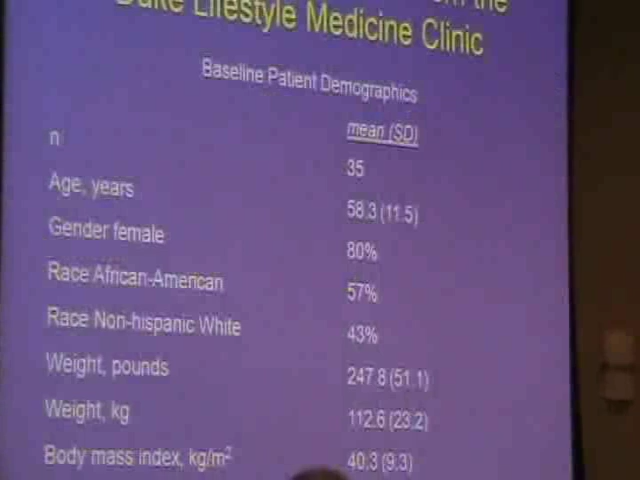 the
Duke Lifestyle Medicine Clinic
Baseline Patient Demographics
mean (SD)
n 35
Age, years 58.3 (11.5)
Gender female 80%
Race African-American 57%
Race Non-hispanic White 43%
Weight, pounds 247.8 (51.1)
Weight, kg 112.6 (23.2)
Body mass index, kg/m² 40.3 (9.3)